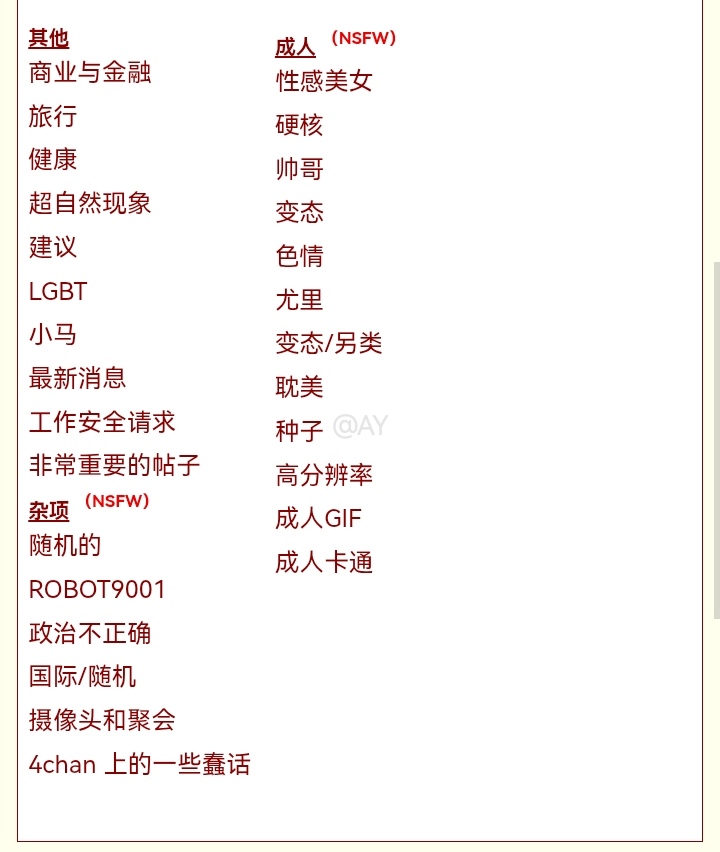 其他
商业与金融
旅行
健康
超自然现象
建议
LGBT
小马
最新消息
工作安全请求
非常重要的帖子
杂项 (NSFW)
随机的
ROBOT9001
政治不正确
国际/随机
摄像头和聚会
4chan 上的一些蠢话
成人 (NSFW)
性感美女
硬核
帅哥
变态
色情
尤里
变态/另类
耽美
种子
@AY
高分辨率
成人GIF
成人卡通